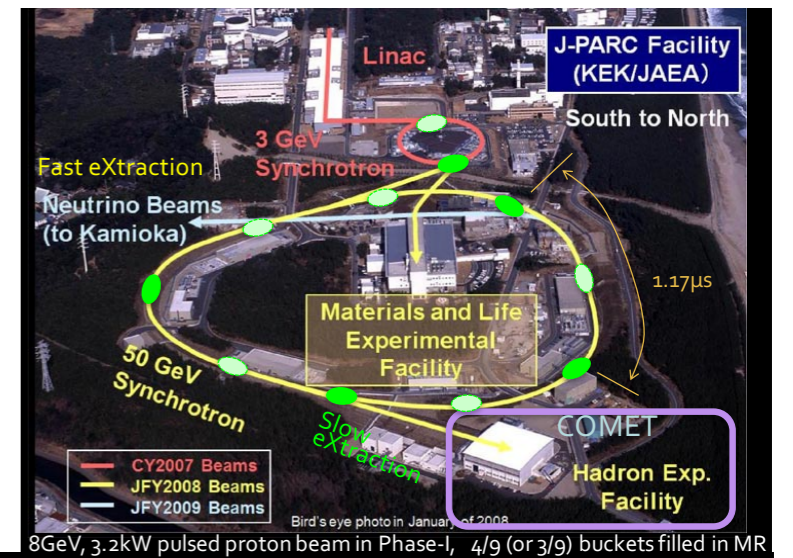 Linac
J-PARC Facility
(KEK/JAEA)
South to North
3 GeV
Synchrotron
Fast eXtraction
Neutrino Beams
(to Kamioka)
1.17µs
Materials and Life
Experimental
Facility
50 GeV
Synchrotron
Slow
eXtraction
COMET
Hadron Exp.
Facility
CY2007 Beams
JFY2008 Beams
JFY2009 Beams
Bird's eye photo in January of 2008
8GeV, 3.2kW pulsed proton beam in Phase-I, 4/9 (or 3/9) buckets filled in MR